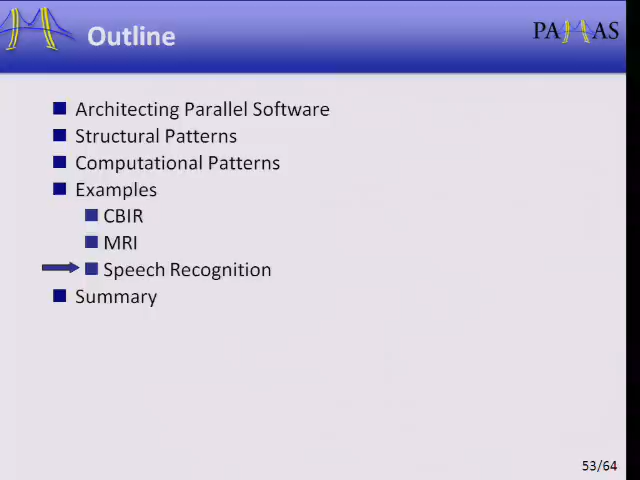 Outline
PA AS
Architecting Parallel Software
Structural Patterns
Computational Patterns
Examples
CBIR
MRI
Speech Recognition
Summary
53/64